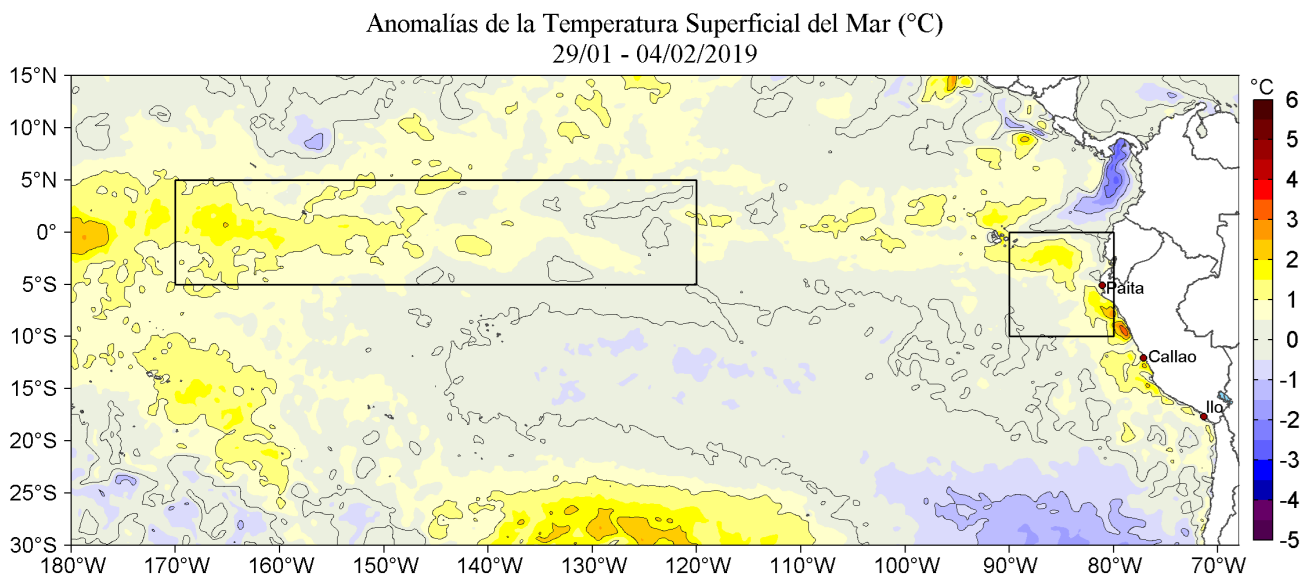 Anomalías de la Temperatura Superficial del Mar (°C)
29/01 - 04/02/2019
15°N
10°N
5°N
0°
5°S
10°S
15°S
20°S
25°S
30°S
180°W 170°W 160°W 150°W 140°W 130°W 120°W 110°W 100°W 90°W 80°W 70°W
Paita
Callao
Ilo
°C
6
5
4
3
2
1
0
-1
-2
-3
-4
-5